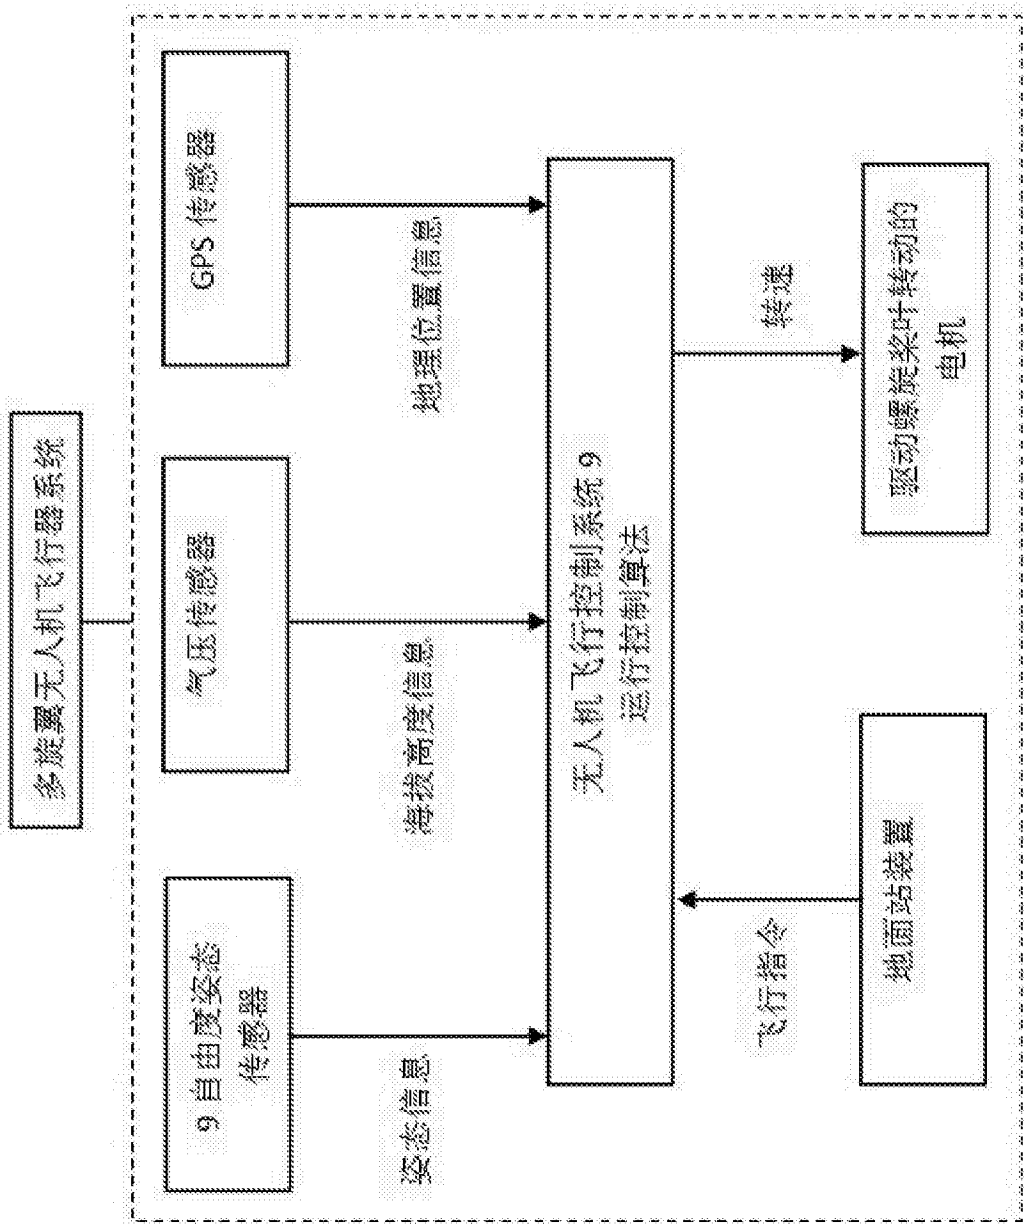 多旋翼无人机飞行器系统
9 自由度姿态
传感器
气压传感器
GPS 传感器
姿态信息
海拔高度信息
地理位置信息
无人机飞行控制系统 9
运行控制算法
飞行指令
转速
地面站装置
驱动螺旋桨叶转动的
电机